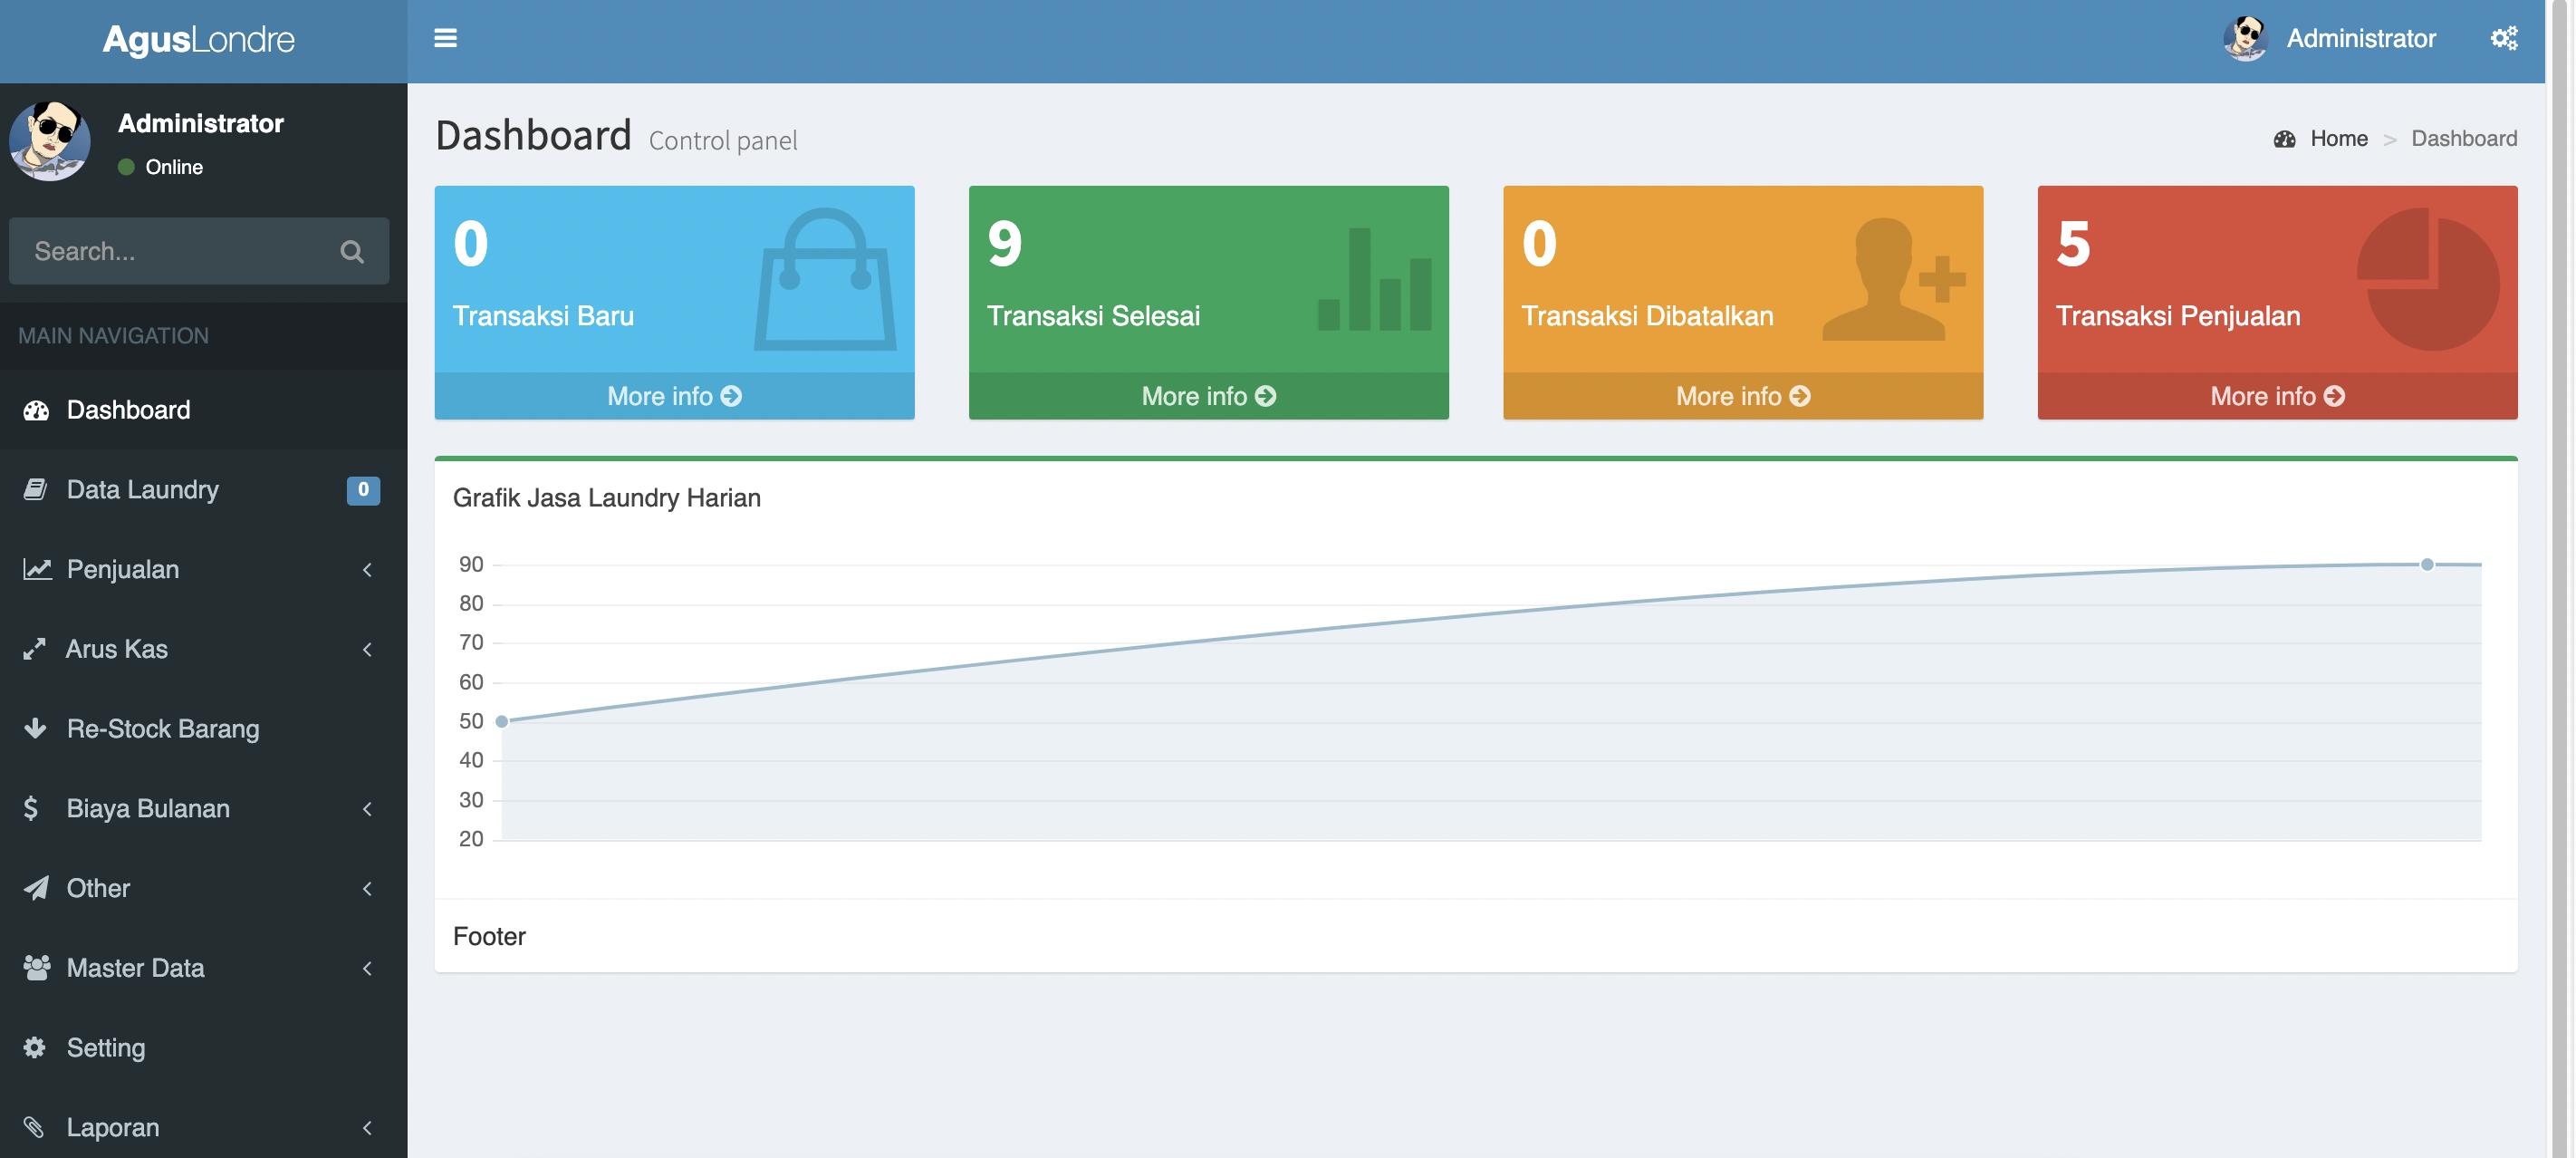 AgusLondre
Administrator
Administrator
Online
Search...
MAIN NAVIGATION
Dashboard
Data Laundry 0
Penjualan
Arus Kas
Re-Stock Barang
Biaya Bulanan
Other
Master Data
Setting
Laporan
Dashboard Control panel
Home > Dashboard
0
Transaksi Baru
More info
9
Transaksi Selesai
More info
0
Transaksi Dibatalkan
More info
5
Transaksi Penjualan
More info
Grafik Jasa Laundry Harian
90
80
70
60
50
40
30
20
Footer